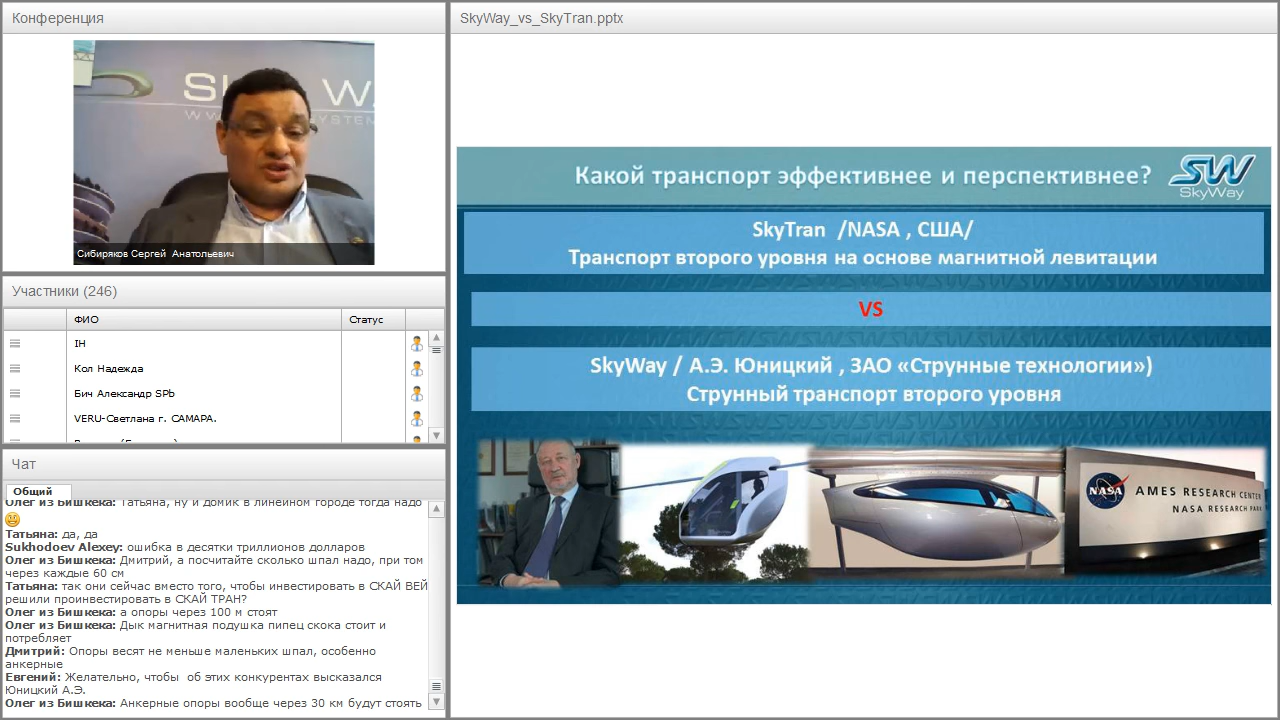 Конференция
SkyWay_vs_SkyTran.pptx
Сибиряков Сергей Анатольевич
Участники (246)
ФИО
Статус
IH
Кол Надежда
Бич Александр SPb
VERU-Светлана г. САМАРА.
Чат
Общий
Олег из Бишкека: Татьяна, ну и домик в линейном городе тогда надо
Татьяна: да, да
Sukhodoev Alexey: ошибка в десятки триллионов долларов
Олег из Бишкека: Дмитрий, а посчитайте сколько шпал надо, при том
через каждые 60 см
Татьяна: так они сейчас вместо того, чтобы инвестировать в СКАЙ ВЕЙ
решили проинвестировать в СКАЙ ТРАН?
Олег из Бишкека: а опоры через 100 м стоят
Олег из Бишкека: Дык магнитная подушка пипец скока стоит и
потребляет
Дмитрий: Опоры весят не меньше маленьких шпал, особенно
анкерные
Евгений: Желательно, чтобы об этих конкурентах высказался
Юницкий А.Э.
Олег из Бишкека: Анкерные опоры вообще через 30 км будут стоять
Какой транспорт эффективнее и перспективнее?
SW
SkyWay
SkyTran /NASA , США/
Транспорт второго уровня на основе магнитной левитации
VS
SkyWay / А.Э. Юницкий , ЗАО «Струнные технологии»)
Струнный транспорт второго уровня
NASA
AMES RESEARCH CENTER
NASA RESEARCH PARK